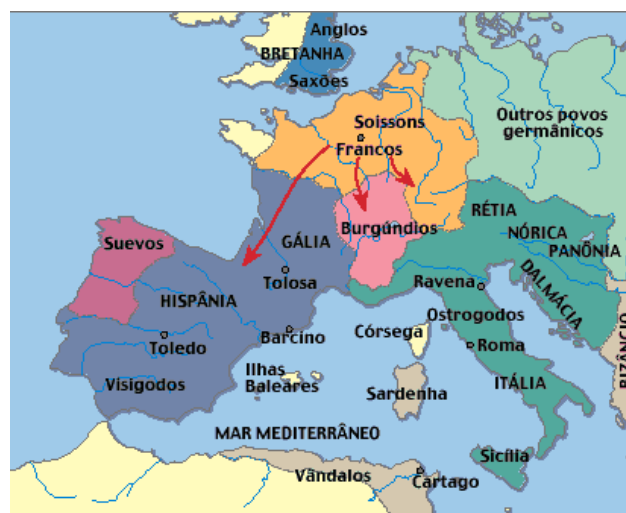 Anglos
BRETANHA
Saxões
Soissons
Francos
Outros povos
germânicos
Burgúndios
RÉTIA
NÓRICA
PANÔNIA
DALMÁCIA
Suevos
GÁLIA
Tolosa
HISPÂNIA
Ravena
Ostrogodos
BIZÂNCIO
Toledo
Barcino
Córsega
Roma
Visigodos
Ilhas
Baleares
Sardenha
ITÁLIA
MAR MEDITERRÂNEO
Sicília
Vândalos
Cartago